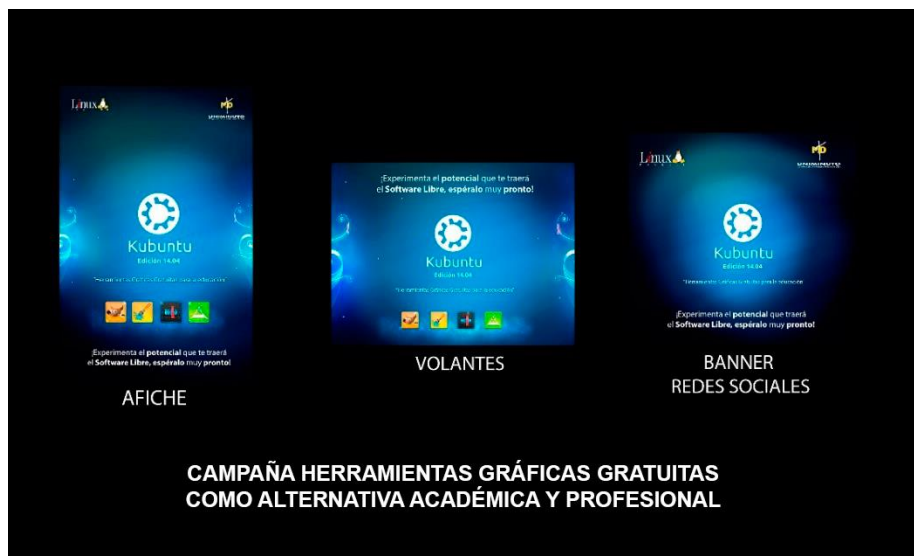 Linux
UNIMINUTO
Kubuntu
Edición 14.04
¡Experimenta el potencial que te traerá
el Software Libre, espéralo muy pronto!
AFICHE
¡Experimenta el potencial que te traerá
el Software Libre, espéralo muy pronto!
Kubuntu
Edición 14.04
VOLANTES
Linux
UNIMINUTO
Kubuntu
Edición 14.04
¡Experimenta el potencial que te traerá
el Software Libre, espéralo muy pronto!
BANNER
REDES SOCIALES
CAMPAÑA HERRAMIENTAS GRÁFICAS GRATUITAS
COMO ALTERNATIVA ACADÉMICA Y PROFESIONAL